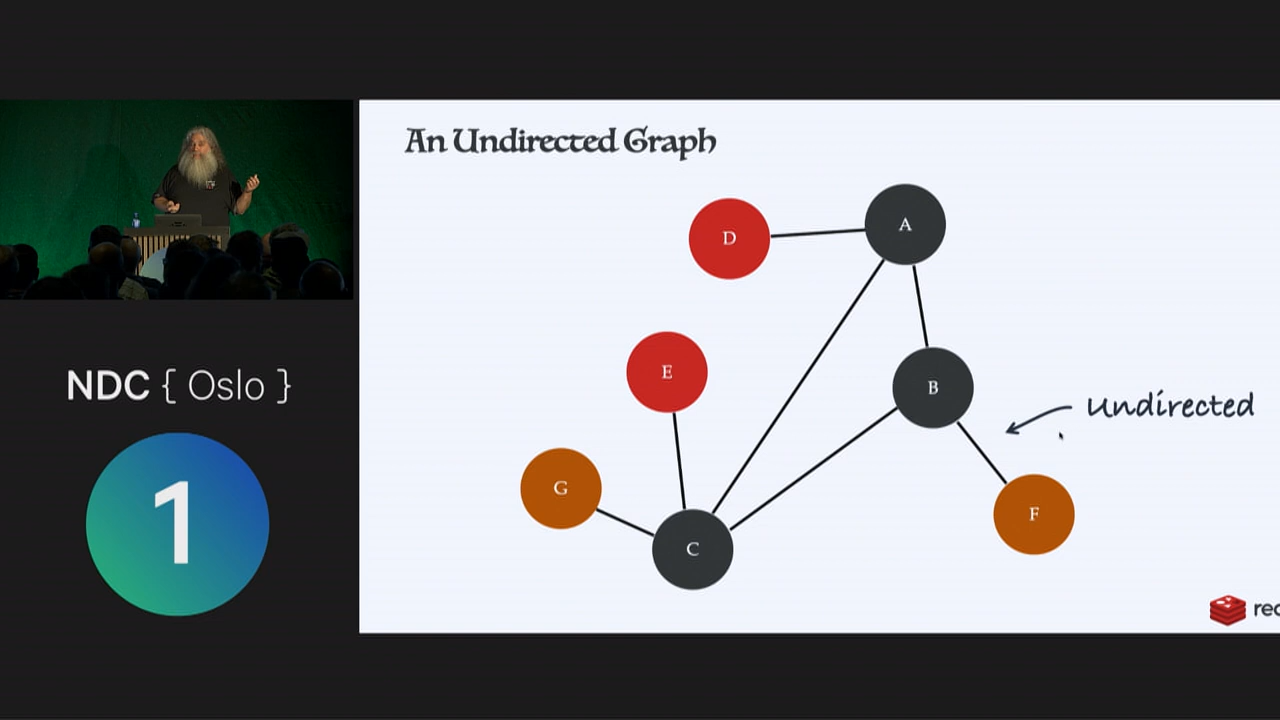 An Undirected Graph
D
A
E
B
Undirected
G
F
C
NDC { Oslo }
1